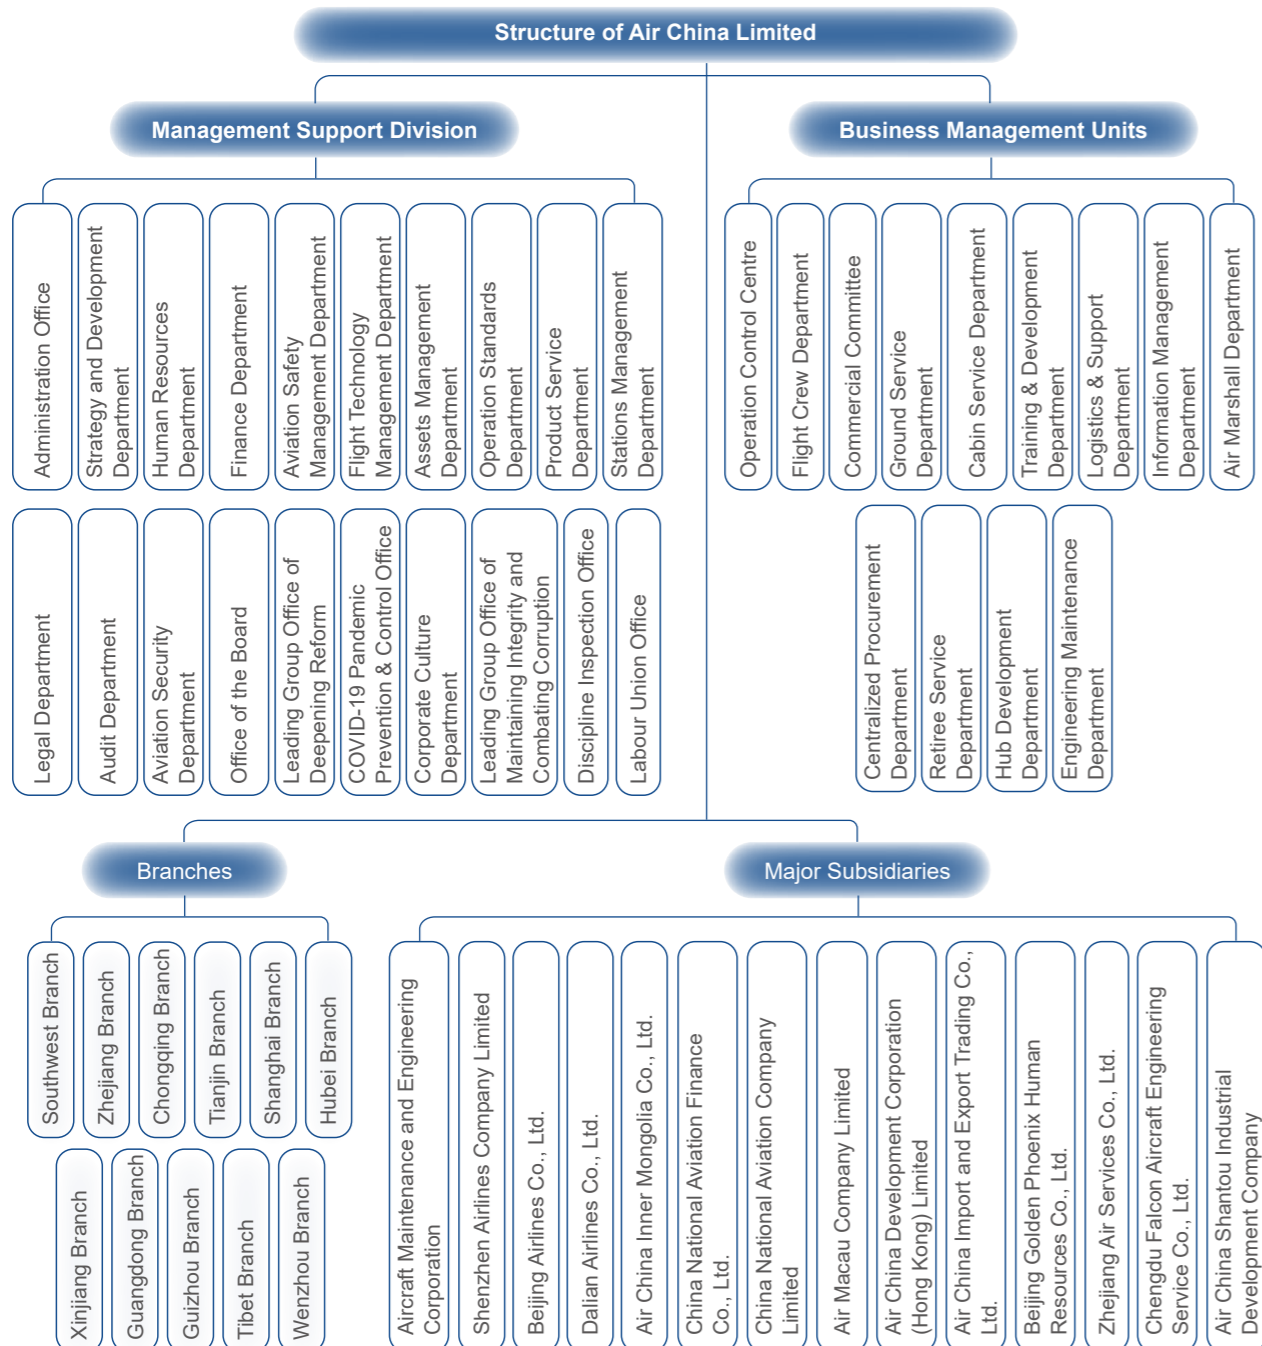 Structure of Air China Limited
Management Support Division
Business Management Units
Administration Office
Strategy and Development
Department
Human Resources
Department
Finance Department
Aviation Safety
Management Department
Flight Technology
Management Department
Assets Management
Department
Operation Standards
Department
Product Service
Department
Stations Management
Department
Operation Control Centre
Flight Crew Department
Commercial Committee
Ground Service
Department
Cabin Service Department
Training & Development
Department
Logistics & Support
Department
Information Management
Department
Air Marshall Department
Legal Department
Audit Department
Aviation Security
Department
Office of the Board
Leading Group Office of
Deepening Reform
COVID-19 Pandemic
Prevention & Control Office
Corporate Culture
Department
Leading Group Office of
Maintaining Integrity and
Combating Corruption
Discipline Inspection Office
Labour Union Office
Centralized Procurement
Department
Retiree Service
Department
Hub Development
Department
Engineering Maintenance
Department
Branches
Major Subsidiaries
Southwest Branch
Zhejiang Branch
Chongqing Branch
Tianjin Branch
Shanghai Branch
Hubei Branch
Xinjiang Branch
Guangdong Branch
Guizhou Branch
Tibet Branch
Wenzhou Branch
Aircraft Maintenance and Engineering
Corporation
Shenzhen Airlines Company Limited
Beijing Airlines Co., Ltd.
Dalian Airlines Co., Ltd.
Air China Inner Mongolia Co., Ltd.
China National Aviation Finance
Co., Ltd.
China National Aviation Company
Limited
Air Macau Company Limited
Air China Development Corporation
(Hong Kong) Limited
Air China Import and Export Trading Co.,
Ltd.
Beijing Golden Phoenix Human
Resources Co., Ltd.
Zhejiang Air Services Co., Ltd.
Chengdu Falcon Aircraft Engineering
Service Co., Ltd.
Air China Shantou Industrial
Development Company